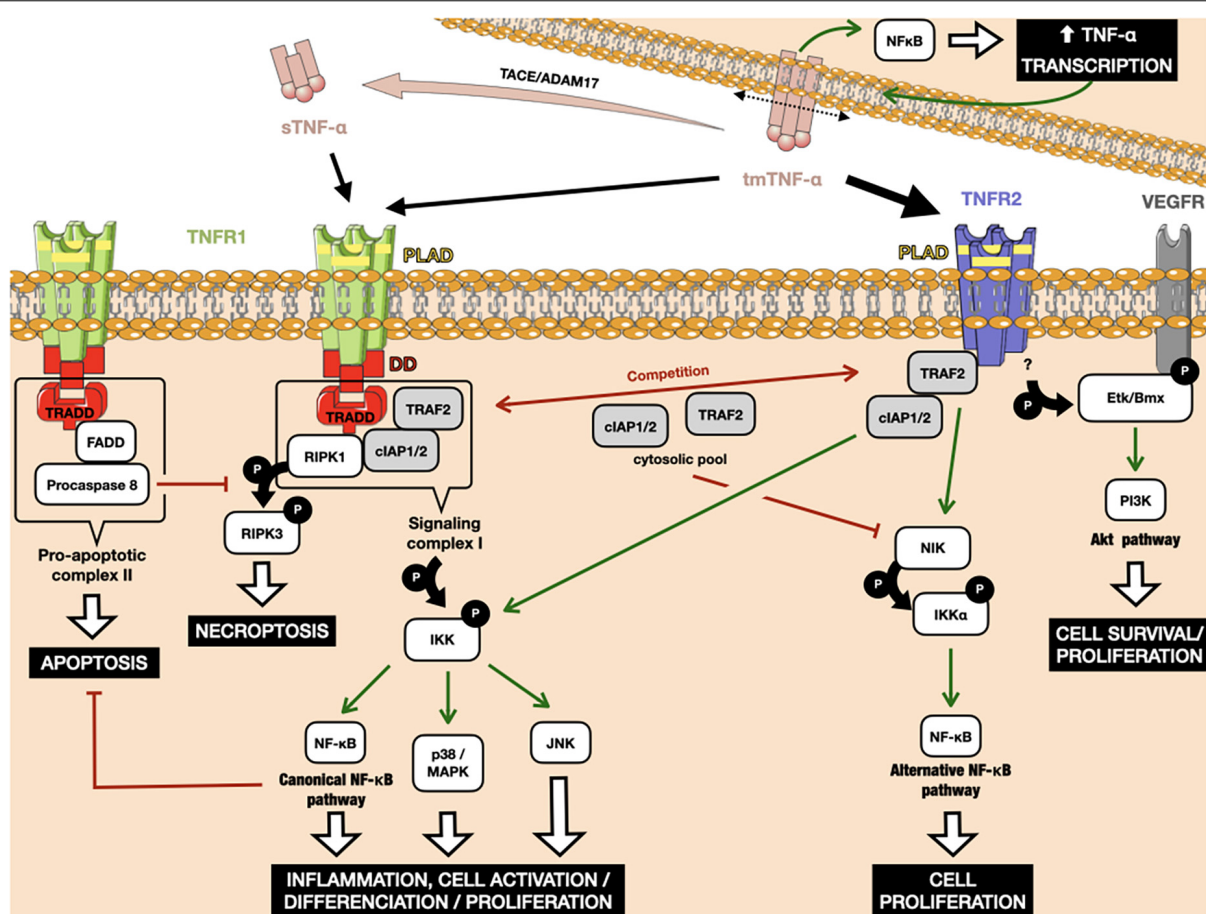 NFκB
⬆ TNF-α
TRANSCRIPTION
TACE/ADAM17
sTNF-α
tmTNF-α
TNFR2
VEGFR
TNFR1
PLAD
PLAD
DD
TRADD
FADD
Procaspase 8
Pro-apoptotic
complex II
APOPTOSIS
TRADD
TRAF2
cIAP1/2
RIPK1
P
P
RIPK3
NECROPTOSIS
Signaling
complex I
P
P
IKK
Competition
cIAP1/2
TRAF2
cytosolic pool
TRAF2
cIAP1/2
?
P
P
Etk/Bmx
PI3K
Akt pathway
CELL SURVIVAL/
PROLIFERATION
NIK
P
P
IKKα
NF-κB
Alternative NF-κB
pathway
CELL
PROLIFERATION
NF-κB
Canonical NF-κB
pathway
p38 /
MAPK
JNK
INFLAMMATION, CELL ACTIVATION /
DIFFERENCIATION / PROLIFERATION